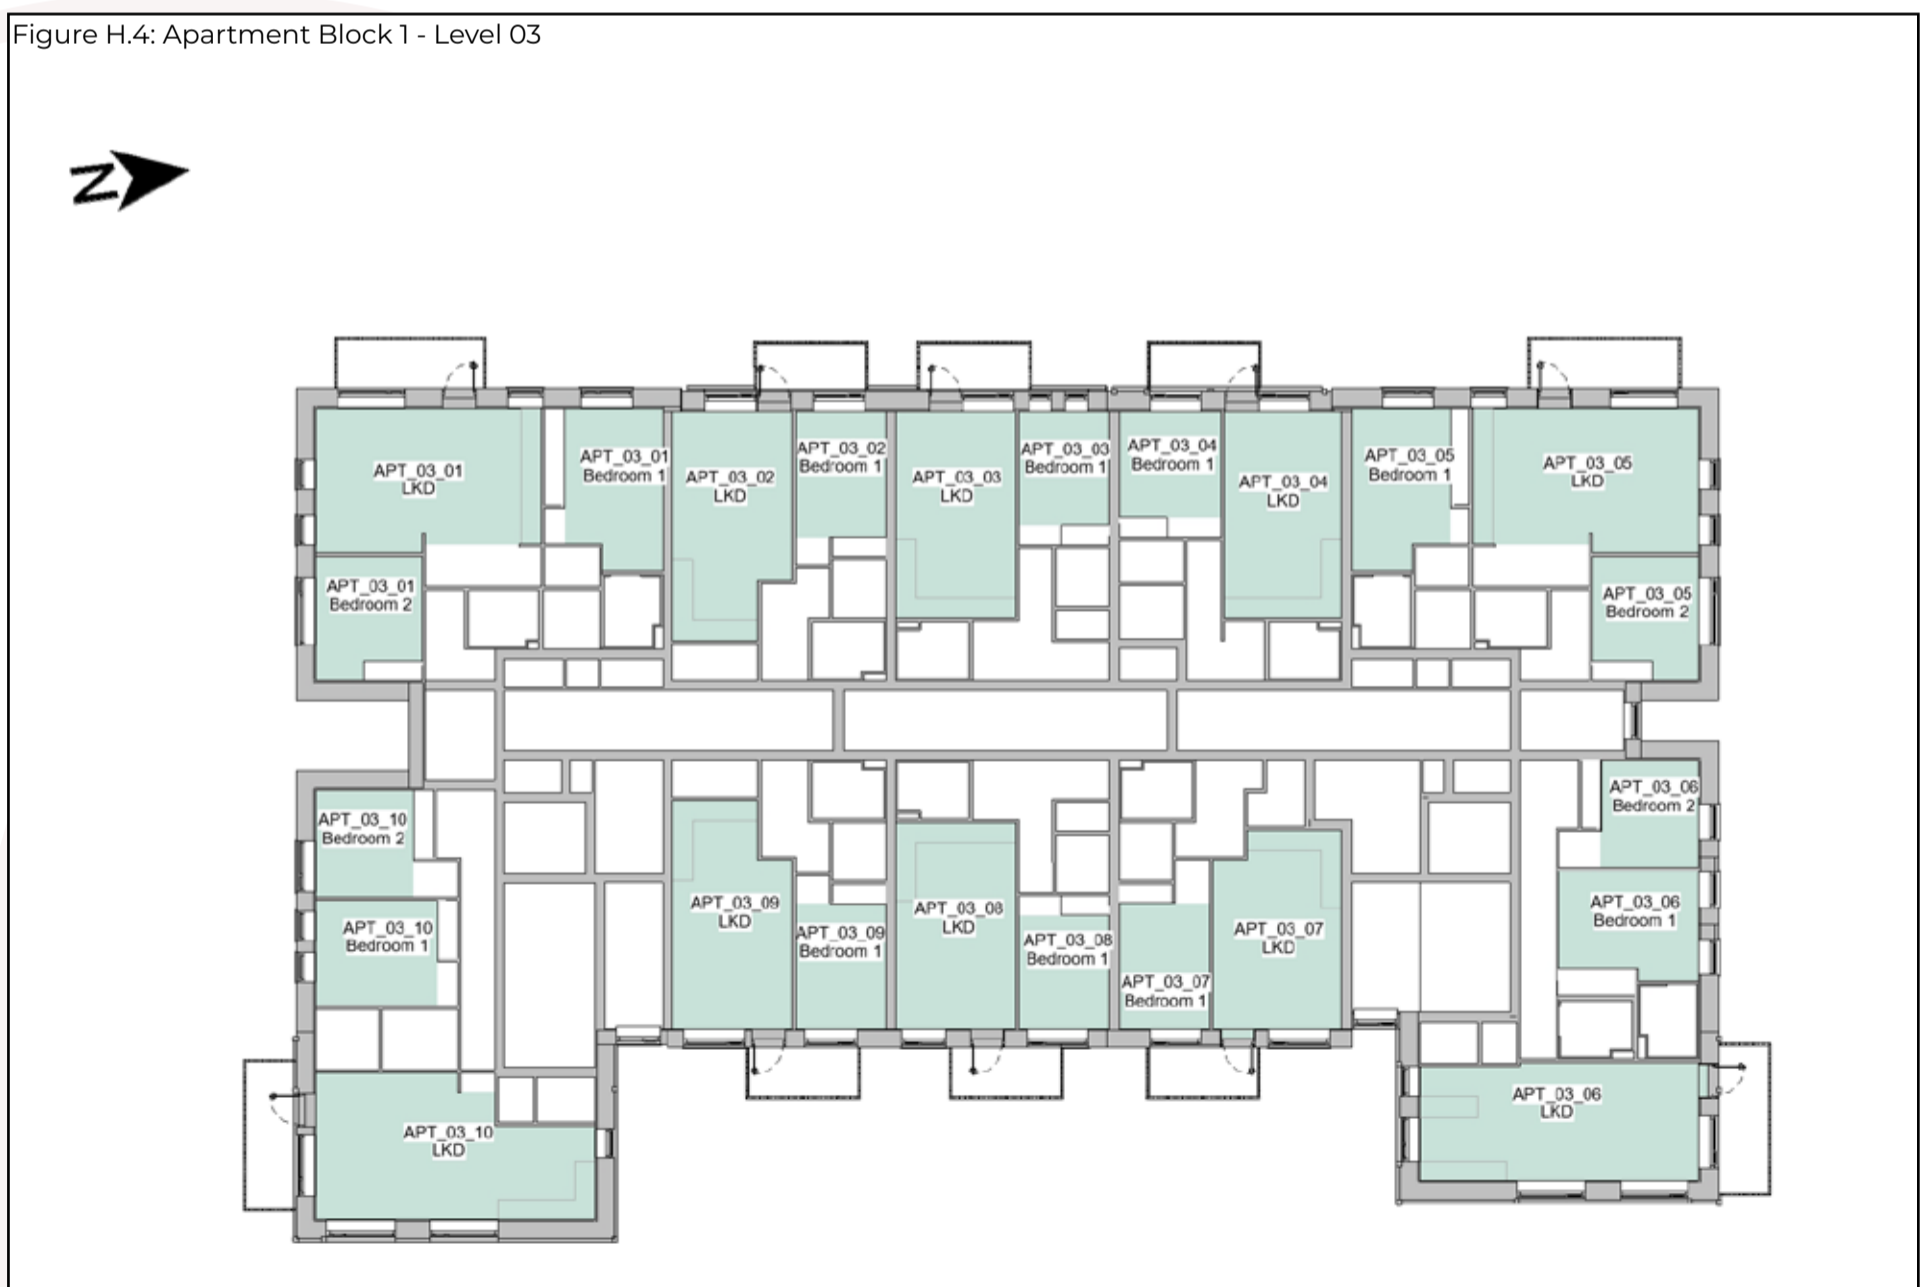 Figure H.4: Apartment Block 1 - Level 03
N
APT_03_01
LKD
APT_03_01
Bedroom 1
APT_03_02
LKD
APT_03_02
Bedroom 1
APT_03_03
LKD
APT_03_03
Bedroom 1
APT_03_04
Bedroom 1
APT_03_04
LKD
APT_03_05
Bedroom 1
APT_03_05
LKD
APT_03_01
Bedroom 2
APT_03_05
Bedroom 2
APT_03_10
Bedroom 2
APT_03_06
Bedroom 2
APT_03_10
Bedroom 1
APT_03_09
LKD
APT_03_09
Bedroom 1
APT_03_08
LKD
APT_03_08
Bedroom 1
APT_03_07
Bedroom 1
APT_03_07
LKD
APT_03_06
Bedroom 1
APT_03_10
LKD
APT_03_06
LKD